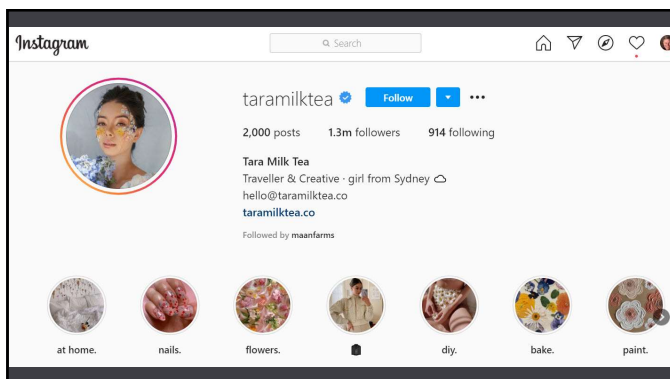 Instagram
Search
taramilktea Follow
2,000 posts 1.3m followers 914 following
Tara Milk Tea
Traveller & Creative · girl from Sydney
hello@taramilktea.co
taramilktea.co
Followed by maanfarms
at home. nails. flowers. diy. bake. paint.